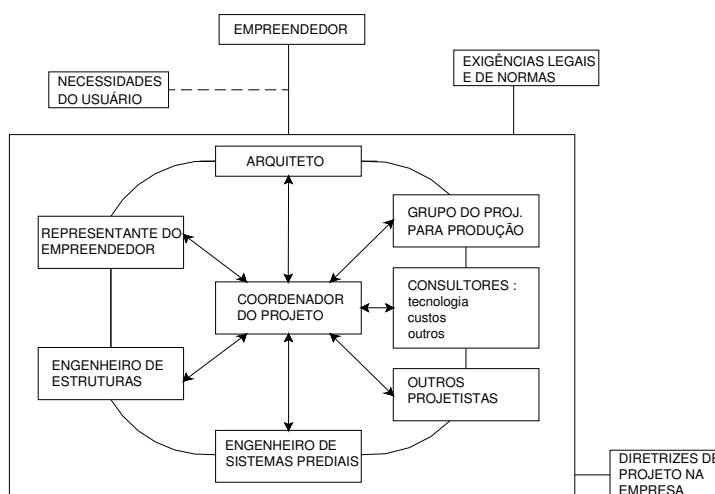 EMPREENDEDOR
NECESSIDADES
DO USUÁRIO
EXIGÊNCIAS LEGAIS
E DE NORMAS
ARQUITETO
REPRESENTANTE DO
EMPREENDEDOR
GRUPO DO PROJ.
PARA PRODUÇÃO
COORDENADOR
DO PROJETO
CONSULTORES :
tecnologia
custos
outros
ENGENHEIRO DE
ESTRUTURAS
OUTROS
PROJETISTAS
ENGENHEIRO DE
SISTEMAS PREDIAIS
DIRETRIZES DE
PROJETO NA
EMPRESA